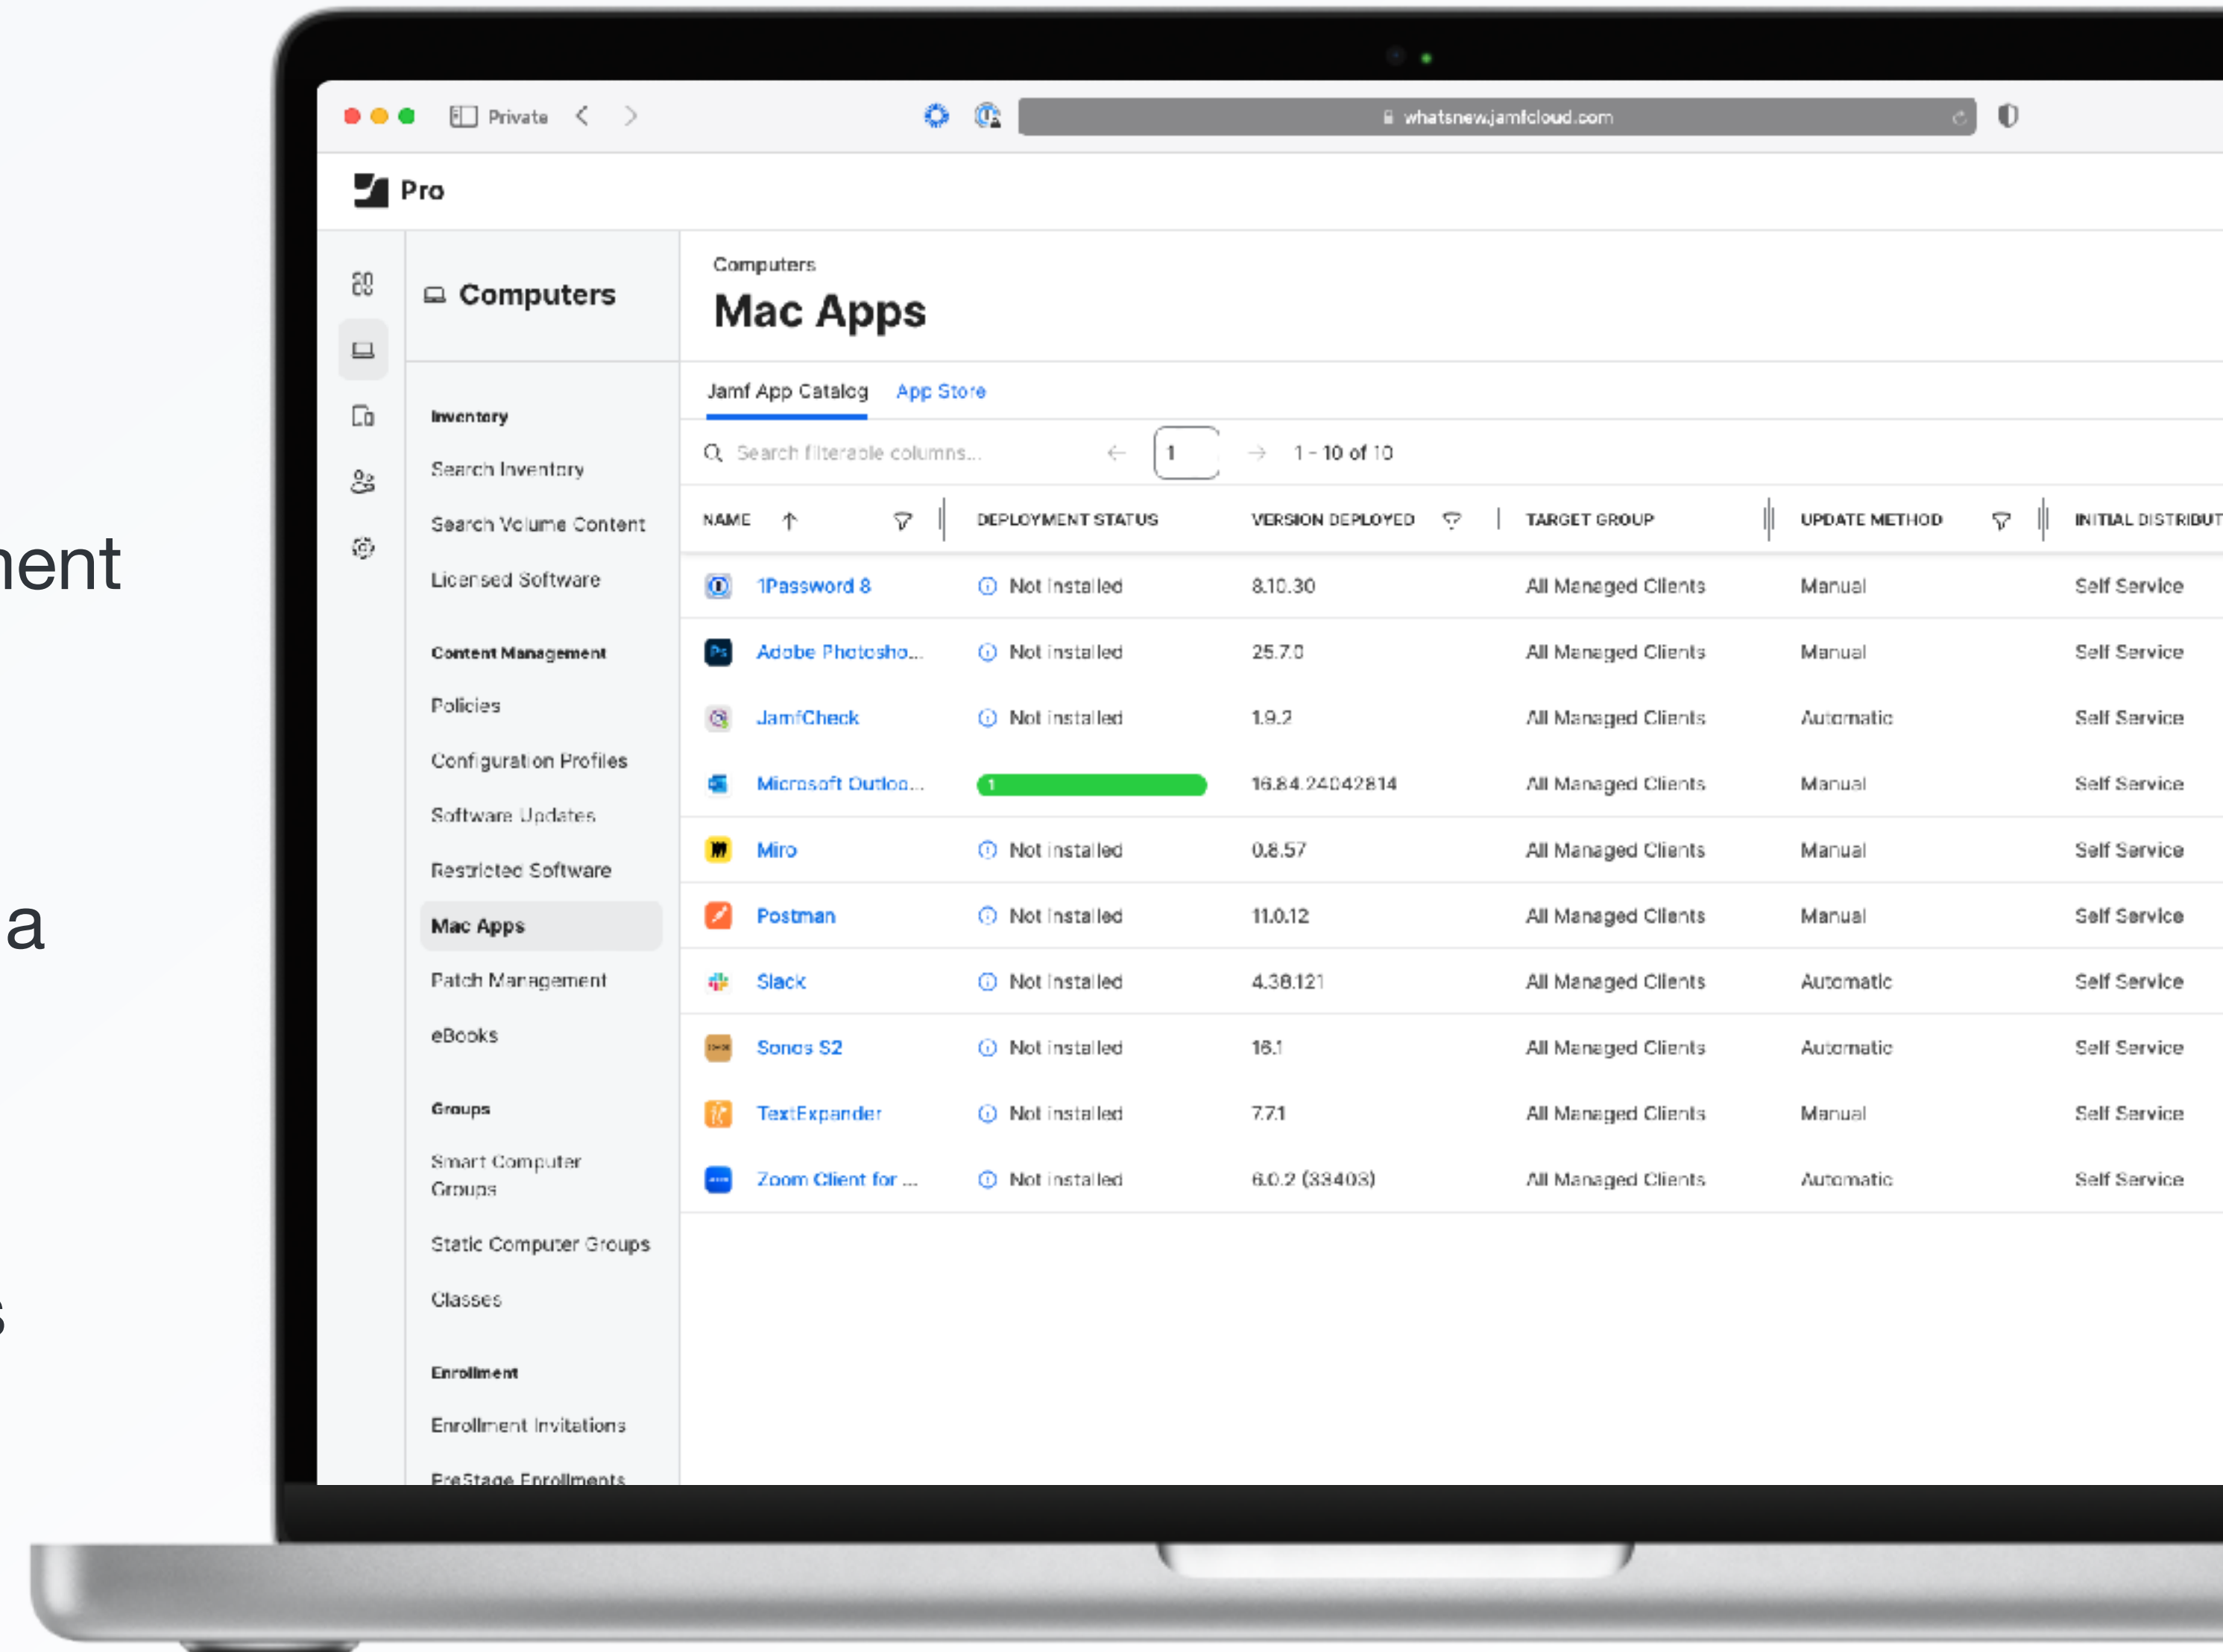 nent
a
s
Private
whatsnew.jamfcloud.com
Pro
Computers
Inventory
Search Inventory
Search Volume Content
Licensed Software
Content Management
Policies
Configuration Profiles
Software Updates
Restricted Software
Mac Apps
Patch Management
eBooks
Groups
Smart Computer
Groups
Static Computer Groups
Classes
Enrollment
Enrollment Invitations
PreStage Enrollments
Computers
Mac Apps
Jamf App Catalog App Store
Search filterable columns... 1 1 - 10 of 10
NAME DEPLOYMENT STATUS VERSION DEPLOYED TARGET GROUP UPDATE METHOD INITIAL DISTRIBUT
1Password 8 Not installed 8.10.30 All Managed Clients Manual Self Service
Ps Adobe Photosho... Not installed 25.7.0 All Managed Clients Manual Self Service
JamfCheck Not installed 1.9.2 All Managed Clients Automatic Self Service
Microsoft Outloo... 1 16.84.24042814 All Managed Clients Manual Self Service
Miro Not installed 0.8.57 All Managed Clients Manual Self Service
Postman Not installed 11.0.12 All Managed Clients Manual Self Service
Slack Not installed 4.38.121 All Managed Clients Automatic Self Service
Sonos S2 Not installed 16.1 All Managed Clients Automatic Self Service
TextExpander Not installed 7.7.1 All Managed Clients Manual Self Service
Zoom Client for ... Not installed 6.0.2 (33403) All Managed Clients Automatic Self Service